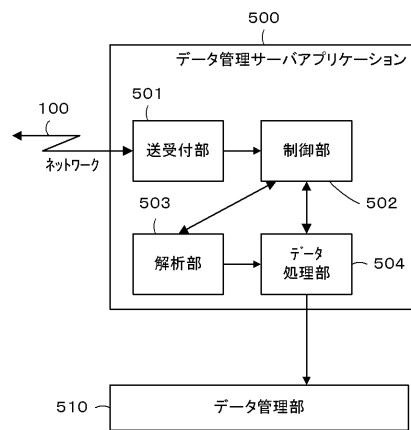 500
データ管理サーバアプリケーション
100
501
送受付部
制御部
ネットワーク
502
503
解析部
データ
処理部
504
510
データ管理部